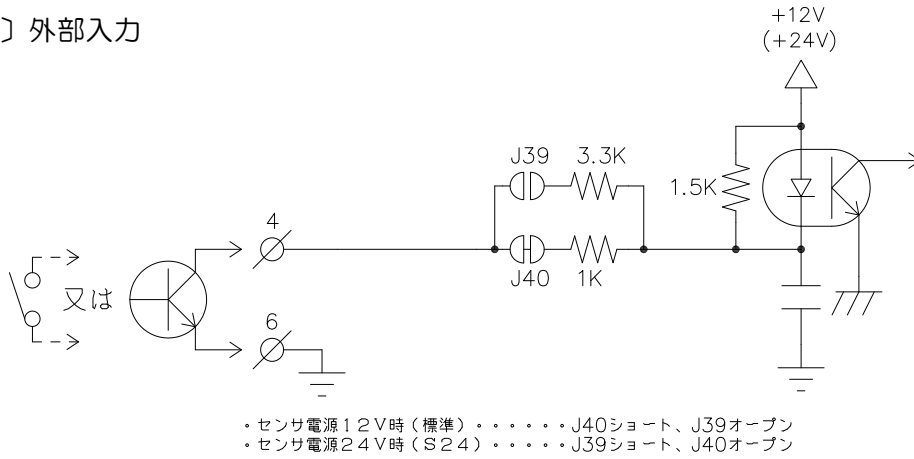 〕外部入力
+12V
(+24V)
J39 3.3K
1.5K
4
J40 1K
又は
6
・センサ電源12V時(標準)・・・・・・J40ショート、J39オープン
・センサ電源24V時(S24)・・・・・J39ショート、J40オープン